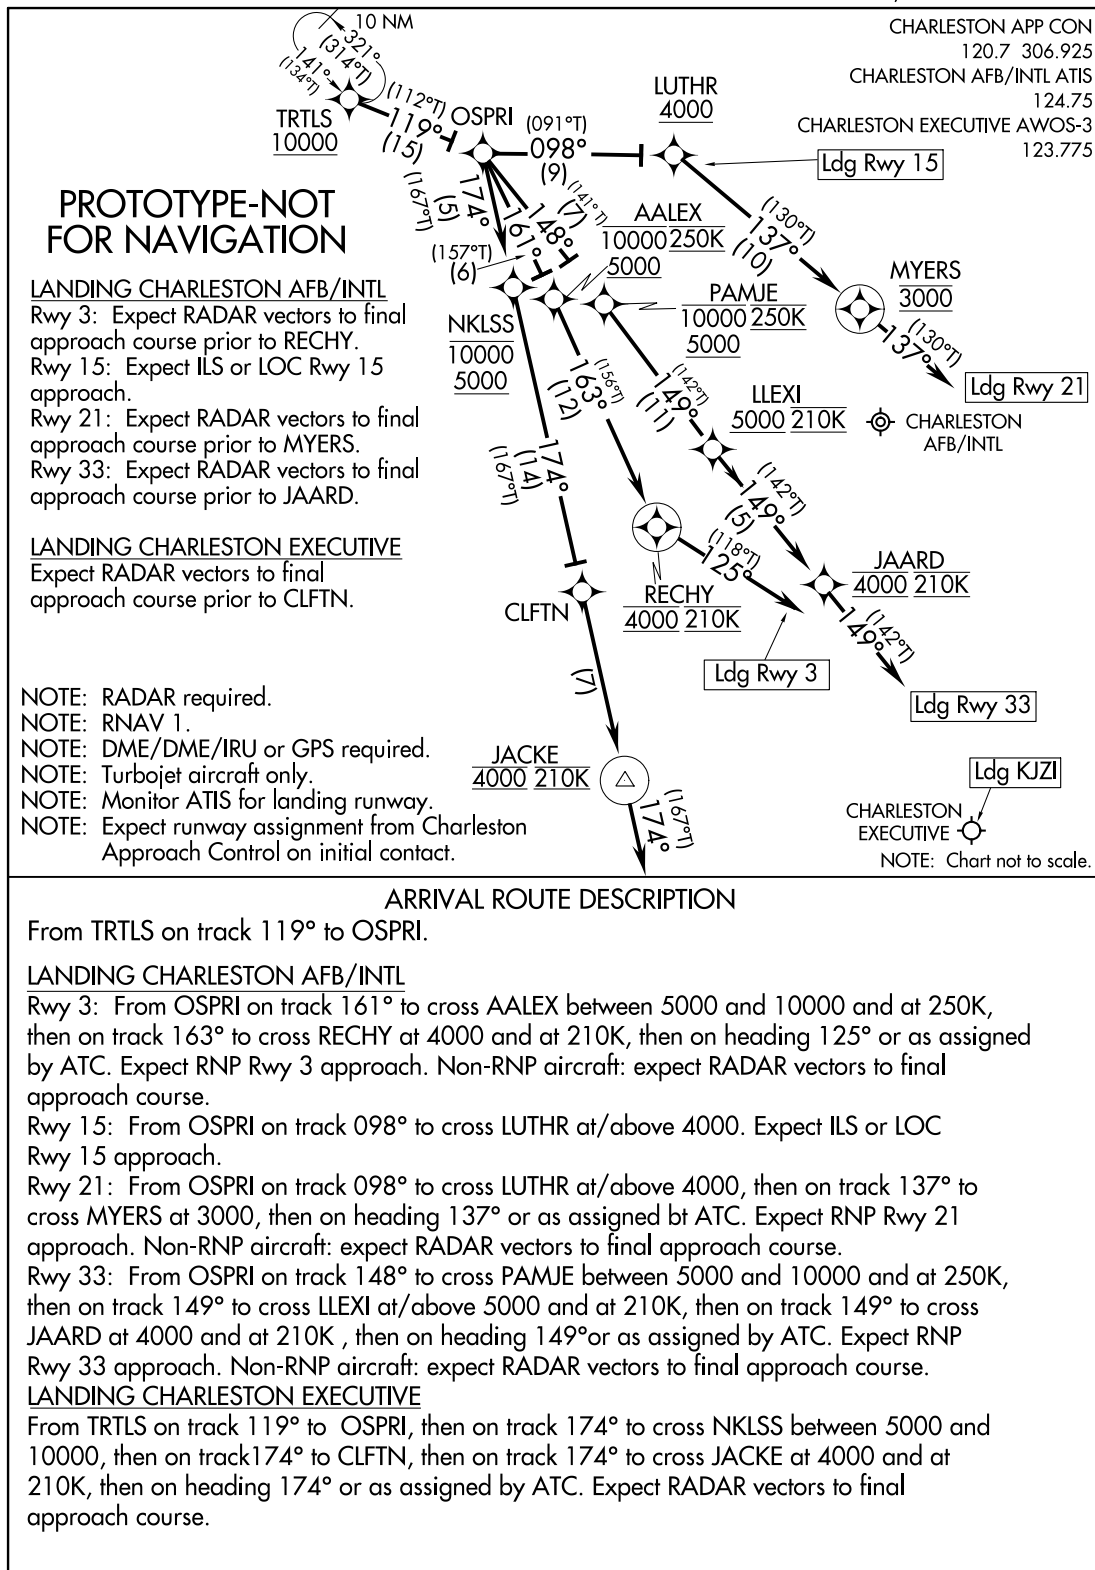 10 NM
321°
(314°T)
141°
(134°T)
TRTLS
10000
(112°T)
119°
(15)
OSPRI
(091°T)
098°
(9)
LUTHR
4000
CHARLESTON APP CON
120.7 306.925
CHARLESTON AFB/INTL ATIS
124.75
CHARLESTON EXECUTIVE AWOS-3
123.775
Ldg Rwy 15
PROTOTYPE-NOT
FOR NAVIGATION
174°
(5)
(167°T)
161°
(157°T)
(6)
148°
(7)
(141°T)
AALEX
10000 250K
5000
(130°T)
137°
(10)
MYERS
3000
(130°T)
137°
Ldg Rwy 21
NKLSS
10000
5000
PAMJE
10000 250K
5000
LANDING CHARLESTON AFB/INTL
Rwy 3: Expect RADAR vectors to final
approach course prior to RECHY.
Rwy 15: Expect ILS or LOC Rwy 15
approach.
Rwy 21: Expect RADAR vectors to final
approach course prior to MYERS.
Rwy 33: Expect RADAR vectors to final
approach course prior to JAARD.
LANDING CHARLESTON EXECUTIVE
Expect RADAR vectors to final
approach course prior to CLFTN.
(156°T)
163°
(12)
(142°T)
149°
(11)
LLEXI
5000 210K
CHARLESTON
AFB/INTL
174°
(14)
(167°T)
(142°T)
149°
(5)
(118°T)
125°
RECHY
4000 210K
JAARD
4000 210K
CLFTN
(142°T)
149°
Ldg Rwy 3
Ldg Rwy 33
(7)
NOTE: RADAR required.
NOTE: RNAV 1.
NOTE: DME/DME/IRU or GPS required.
NOTE: Turbojet aircraft only.
NOTE: Monitor ATIS for landing runway.
NOTE: Expect runway assignment from Charleston
Approach Control on initial contact.
JACKE
4000 210K
(167°T)
174°
Ldg KJZI
CHARLESTON
EXECUTIVE
NOTE: Chart not to scale.
ARRIVAL ROUTE DESCRIPTION
From TRTLS on track 119° to OSPRI.
LANDING CHARLESTON AFB/INTL
Rwy 3: From OSPRI on track 161° to cross AALEX between 5000 and 10000 and at 250K,
then on track 163° to cross RECHY at 4000 and at 210K, then on heading 125° or as assigned
by ATC. Expect RNP Rwy 3 approach. Non-RNP aircraft: expect RADAR vectors to final
approach course.
Rwy 15: From OSPRI on track 098° to cross LUTHR at/above 4000. Expect ILS or LOC
Rwy 15 approach.
Rwy 21: From OSPRI on track 098° to cross LUTHR at/above 4000, then on track 137° to
cross MYERS at 3000, then on heading 137° or as assigned bt ATC. Expect RNP Rwy 21
approach. Non-RNP aircraft: expect RADAR vectors to final approach course.
Rwy 33: From OSPRI on track 148° to cross PAMJE between 5000 and 10000 and at 250K,
then on track 149° to cross LLEXI at/above 5000 and at 210K, then on track 149° to cross
JAARD at 4000 and at 210K , then on heading 149°or as assigned by ATC. Expect RNP
Rwy 33 approach. Non-RNP aircraft: expect RADAR vectors to final approach course.
LANDING CHARLESTON EXECUTIVE
From TRTLS on track 119° to OSPRI, then on track 174° to cross NKLSS between 5000 and
10000, then on track174° to CLFTN, then on track 174° to cross JACKE at 4000 and at
210K, then on heading 174° or as assigned by ATC. Expect RADAR vectors to final
approach course.